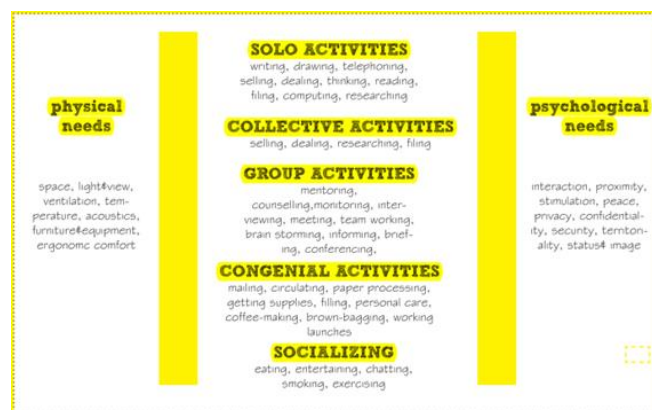 physical
needs
space, light&view,
ventilation, tem-
perature, acoustics,
furniture&equipment,
ergonomc comfort
SOLO ACTIVITIES
writing, drawing, telephoning,
selling, dealing, thinking, reading,
filing, computing, researching
COLLECTIVE ACTIVITIES
selling, dealing, researching, filing
GROUP ACTIVITIES
mentoring,
counselling,monitoring, inter-
viewing, meeting, team working,
brain storming, informing, brief-
ing, conferencing,
CONGENIAL ACTIVITIES
mailing, circulating, paper processing,
getting supplies, filling, personal care,
coffee-making, brown-bagging, working
launches
SOCIALIZING
eating, entertaining, chatting,
smoking, exercising
psychological
needs
interaction, proximity,
stimulation, peace,
privacy, confidential-
ity, security, territori-
ality, status& image